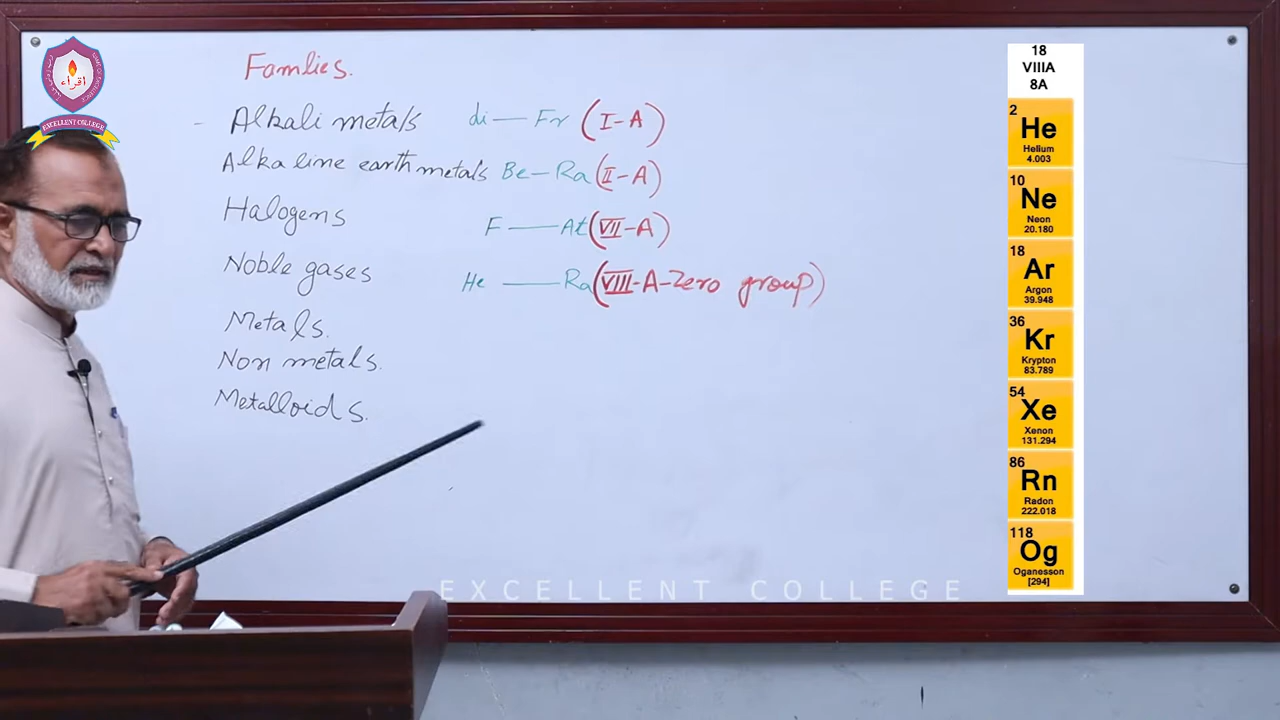 Famlies.
Alkali metals di — Fr (I-A)
Alkaline earth metals Be — Ra (II-A)
Halogens F — At (VII-A)
Noble gases He — Ra (VIII-A-Zero group)
Metals.
Non metals.
Metalloids.
18
VIIIA
8A
2
He
Helium
4.003
10
Ne
Neon
20.180
18
Ar
Argon
39.948
36
Kr
Krypton
83.789
54
Xe
Xenon
131.294
86
Rn
Radon
222.018
118
Og
Oganesson
[294]
اقراء
EXCELLENT COLLEGE
EXCELLENT COLLEGE